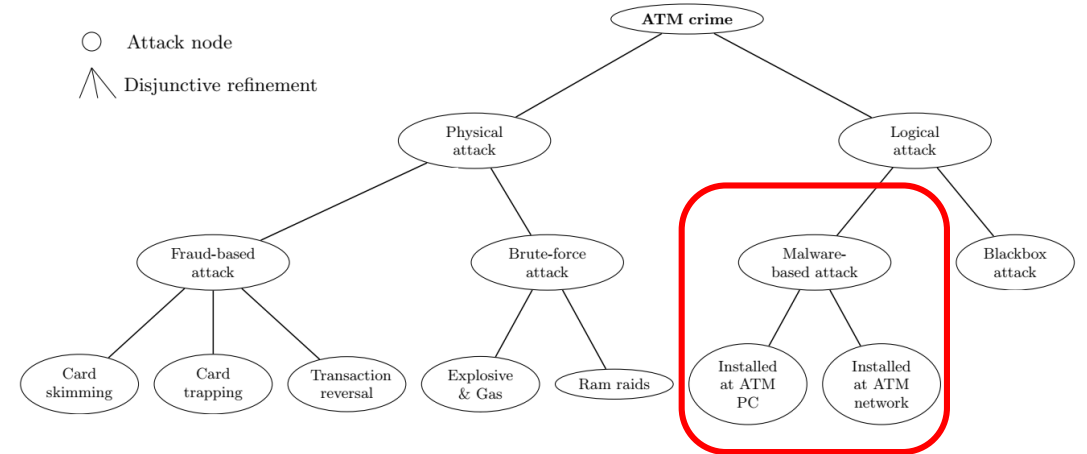 ATM crime
Attack node
Disjunctive refinement
Physical
attack
Logical
attack
Fraud-based
attack
Brute-force
attack
Malware-
based attack
Blackbox
attack
Card
skimming
Card
trapping
Transaction
reversal
Explosive
& Gas
Ram raids
Installed
at ATM
PC
Installed
at ATM
network